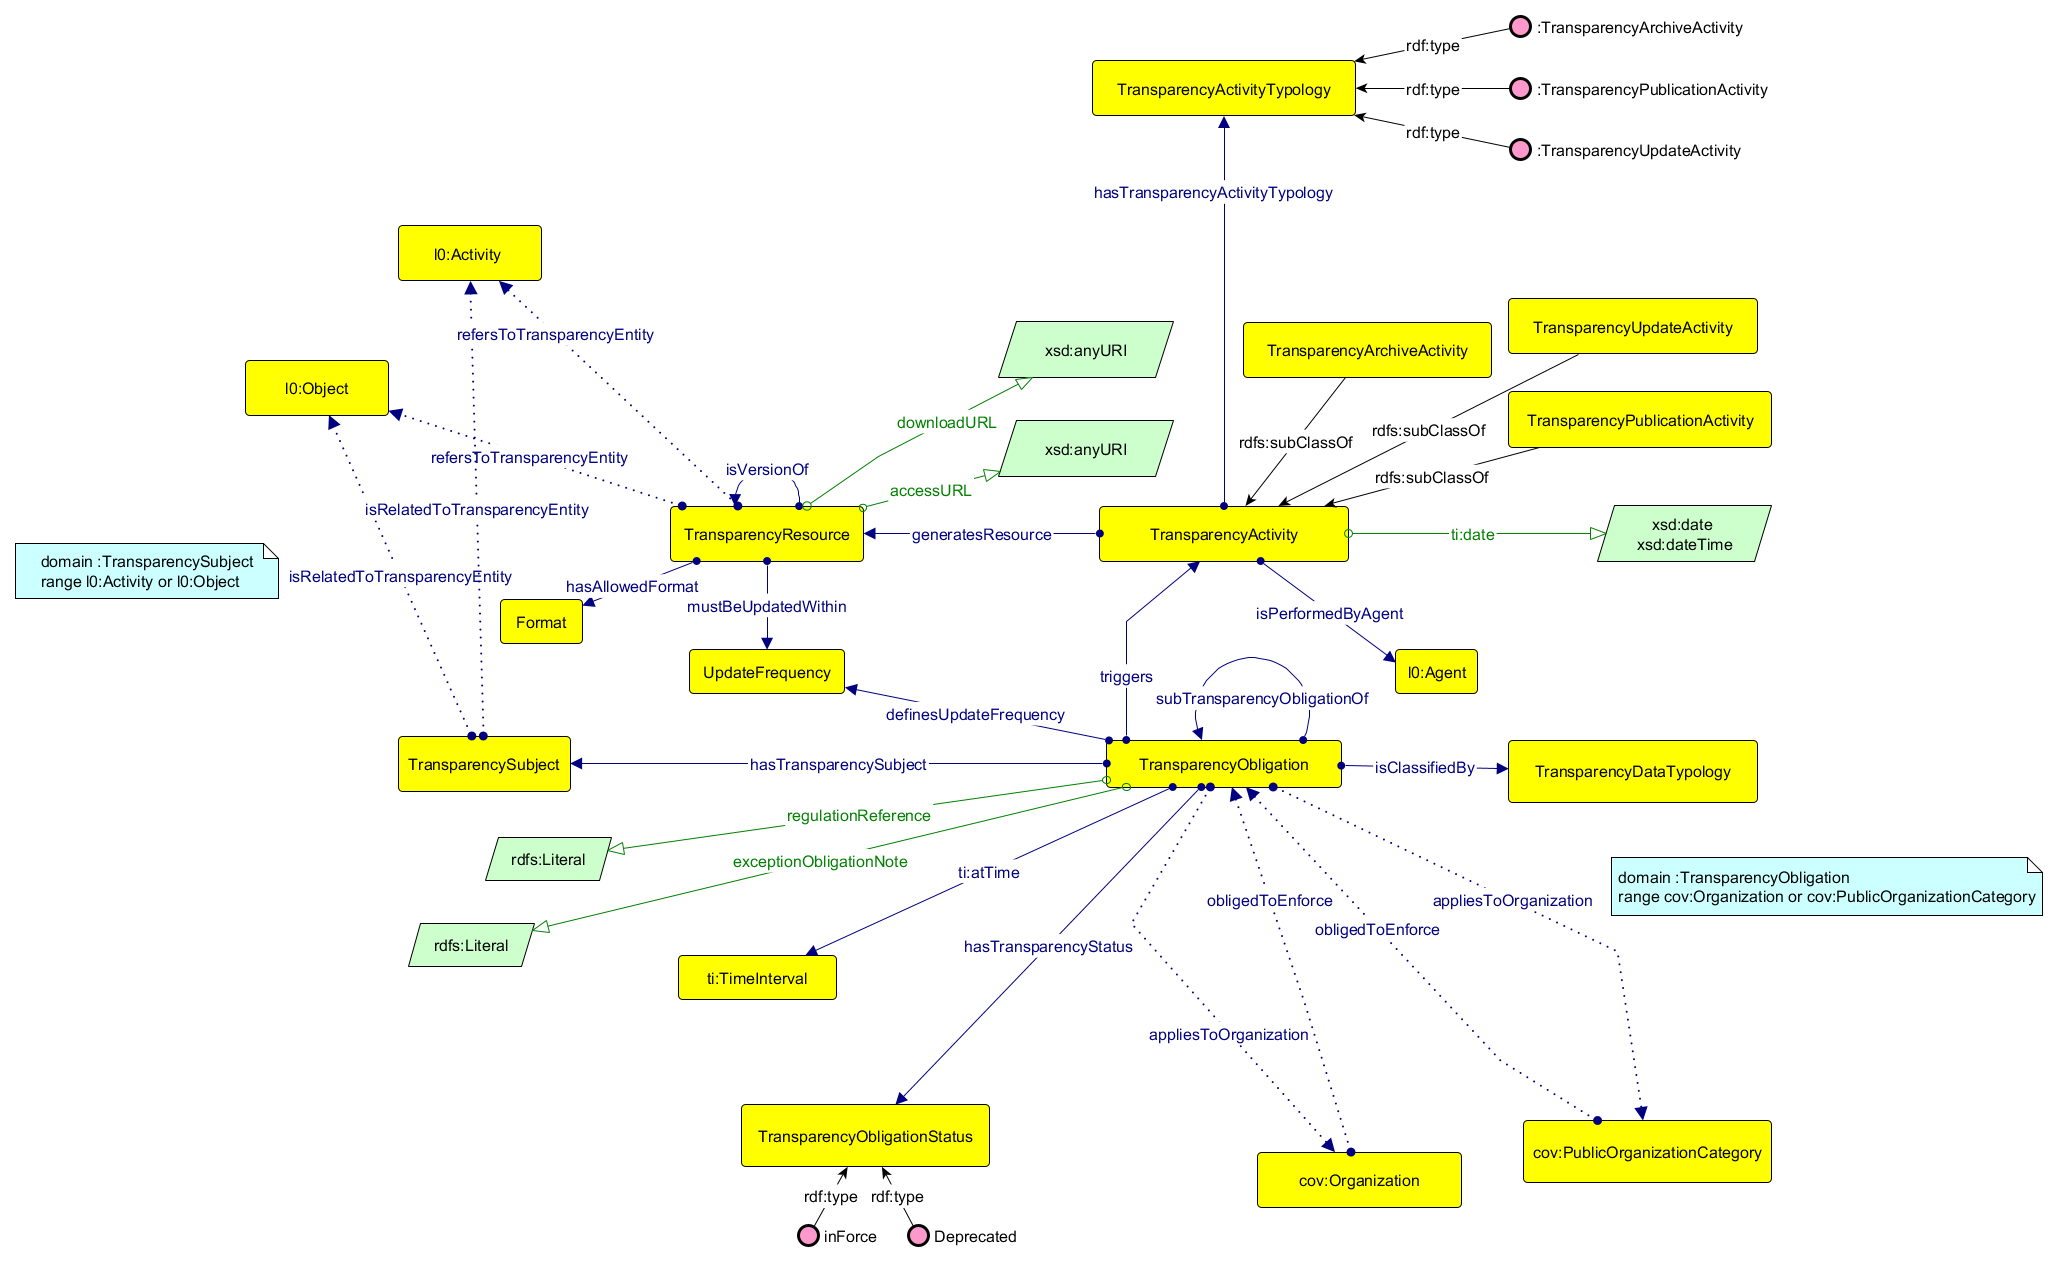 :TransparencyArchiveActivity
rdf:type
TransparencyActivityTypology
rdf:type
:TransparencyPublicationActivity
rdf:type
:TransparencyUpdateActivity
hasTransparencyActivityTypology
l0:Activity
refersToTransparencyEntity
l0:Object
xsd:anyURI
TransparencyArchiveActivity
TransparencyUpdateActivity
downloadURL
TransparencyPublicationActivity
rdfs:subClassOf
rdfs:subClassOf
rdfs:subClassOf
xsd:anyURI
refersToTransparencyEntity
isVersionOf
accessURL
isRelatedToTransparencyEntity
TransparencyResource
generatesResource
TransparencyActivity
ti:date
xsd:date
xsd:dateTime
domain :TransparencySubject
range l0:Activity or l0:Object
isRelatedToTransparencyEntity
hasAllowedFormat
mustBeUpdatedWithin
isPerformedByAgent
Format
UpdateFrequency
triggers
l0:Agent
subTransparencyObligationOf
definesUpdateFrequency
TransparencySubject
hasTransparencySubject
TransparencyObligation
isClassifiedBy
TransparencyDataTypology
regulationReference
rdfs:Literal
exceptionObligationNote
ti:atTime
domain :TransparencyObligation
range cov:Organization or cov:PublicOrganizationCategory
obligedToEnforce
appliesToOrganization
obligedToEnforce
rdfs:Literal
hasTransparencyStatus
ti:TimeInterval
appliesToOrganization
TransparencyObligationStatus
cov:Organization
cov:PublicOrganizationCategory
rdf:type
rdf:type
inForce
Deprecated